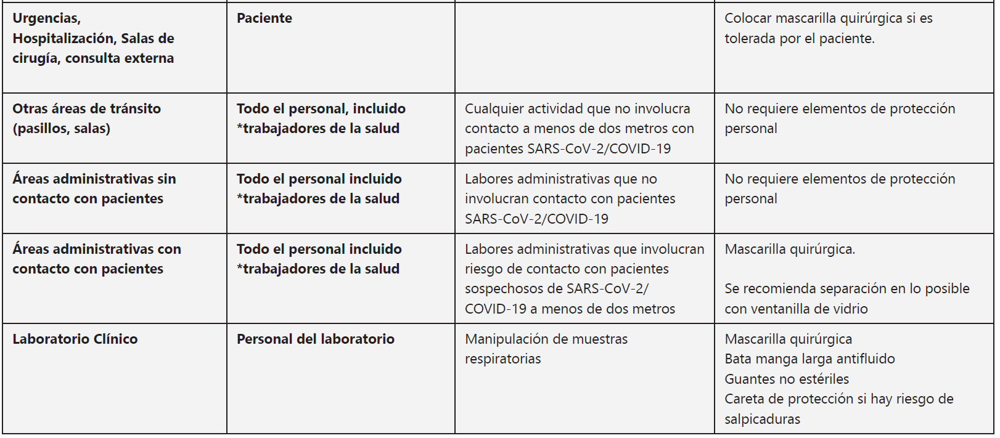 Urgencias,
Hospitalización, Salas de
cirugía, consulta externa
Paciente
Colocar mascarilla quirúrgica si es
tolerada por el paciente.
Otras áreas de tránsito
(pasillos, salas)
Todo el personal, incluido
*trabajadores de la salud
Cualquier actividad que no involucra
contacto a menos de dos metros con
pacientes SARS-CoV-2/COVID-19
No requiere elementos de protección
personal
Áreas administrativas sin
contacto con pacientes
Todo el personal incluido
*trabajadores de la salud
Labores administrativas que no
involucran contacto con pacientes
SARS-CoV-2/COVID-19
No requiere elementos de protección
personal
Áreas administrativas con
contacto con pacientes
Todo el personal incluido
*trabajadores de la salud
Labores administrativas que involucran
riesgo de contacto con pacientes
sospechosos de SARS-CoV-2/
COVID-19 a menos de dos metros
Mascarilla quirúrgica.
Se recomienda separación en lo posible
con ventanilla de vidrio
Laboratorio Clínico
Personal del laboratorio
Manipulación de muestras
respiratorias
Mascarilla quirúrgica
Bata manga larga antifluido
Guantes no estériles
Careta de protección si hay riesgo de
salpicaduras